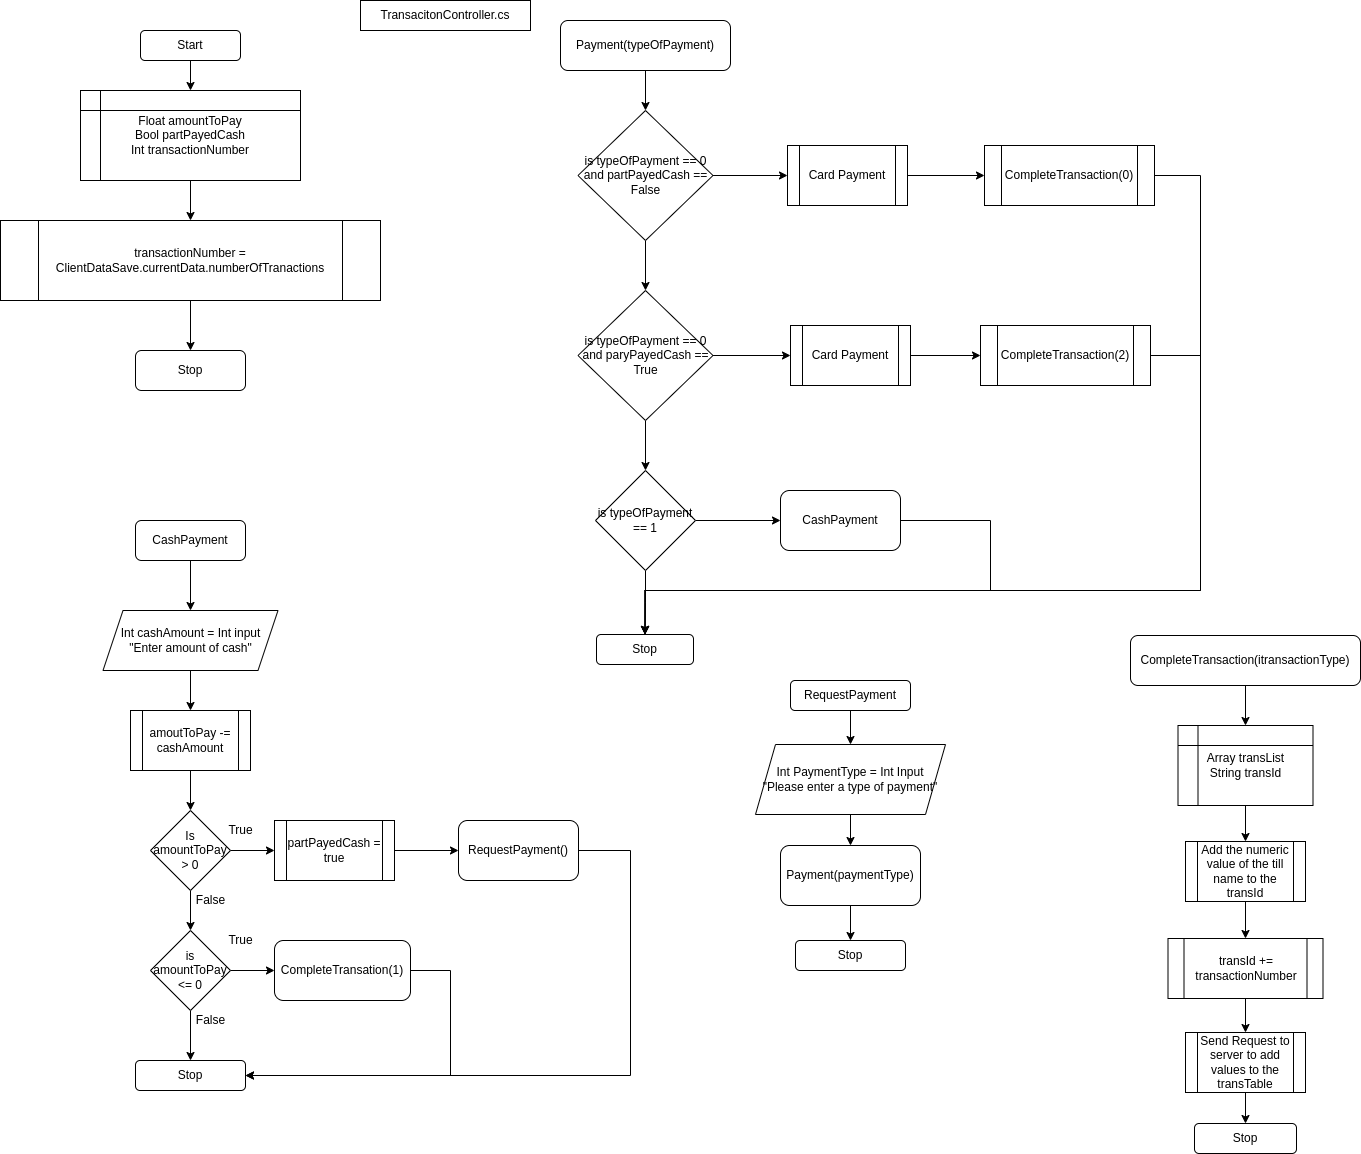 TransacitonController.cs
Start
Float amountToPay
Bool partPayedCash
Int transactionNumber
transactionNumber =
ClientDataSave.currentData.numberOfTranactions
Stop
Payment(typeOfPayment)
is typeOfPayment == 0
and partPayedCash ==
False
Card Payment
CompleteTransaction(0)
is typeOfPayment == 0
and paryPayedCash ==
True
Card Payment
CompleteTransaction(2)
is typeOfPayment
== 1
CashPayment
Stop
CashPayment
Int cashAmount = Int input
"Enter amount of cash"
amoutToPay -=
cashAmount
Is
amountToPay
> 0
True
partPayedCash =
true
RequestPayment()
False
is
amountToPay
<= 0
True
CompleteTransation(1)
False
Stop
RequestPayment
Int PaymentType = Int Input
"Please enter a type of payment"
Payment(paymentType)
Stop
CompleteTransaction(itransactionType)
Array transList
String transId
Add the numeric
value of the till
name to the
transId
transId +=
transactionNumber
Send Request to
server to add
values to the
transTable
Stop